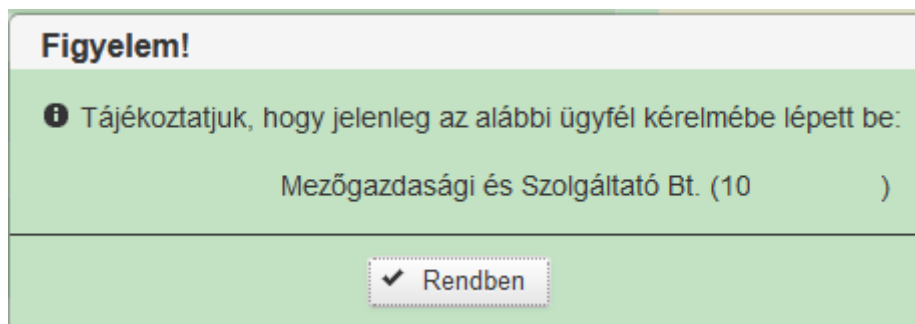 Figyelem!
Tájékoztatjuk, hogy jelenleg az alábbi ügyfél kérelmébe lépett be:
Mezőgazdasági és Szolgáltató Bt. (10 )
Rendben